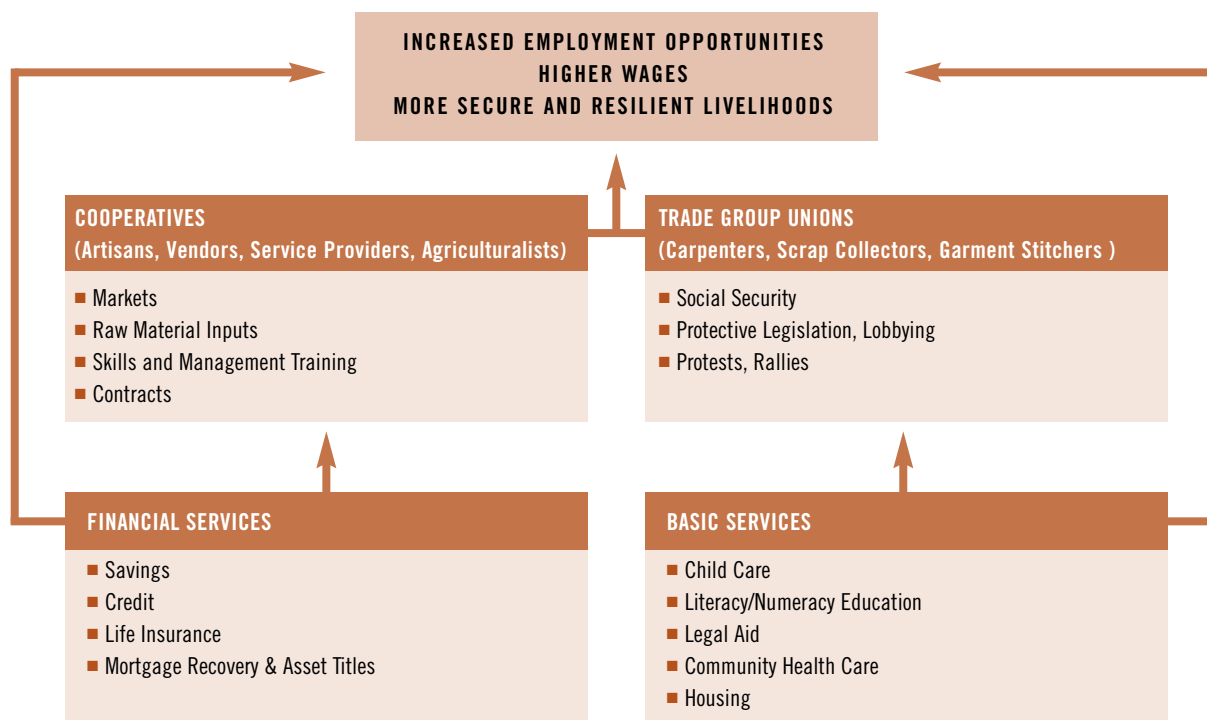 INCREASED EMPLOYMENT OPPORTUNITIES
HIGHER WAGES
MORE SECURE AND RESILIENT LIVELIHOODS
COOPERATIVES
(Artisans, Vendors, Service Providers, Agriculturalists)
■ Markets
■ Raw Material Inputs
■ Skills and Management Training
■ Contracts
TRADE GROUP UNIONS
(Carpenters, Scrap Collectors, Garment Stitchers )
■ Social Security
■ Protective Legislation, Lobbying
■ Protests, Rallies
FINANCIAL SERVICES
■ Savings
■ Credit
■ Life Insurance
■ Mortgage Recovery & Asset Titles
BASIC SERVICES
■ Child Care
■ Literacy/Numeracy Education
■ Legal Aid
■ Community Health Care
■ Housing